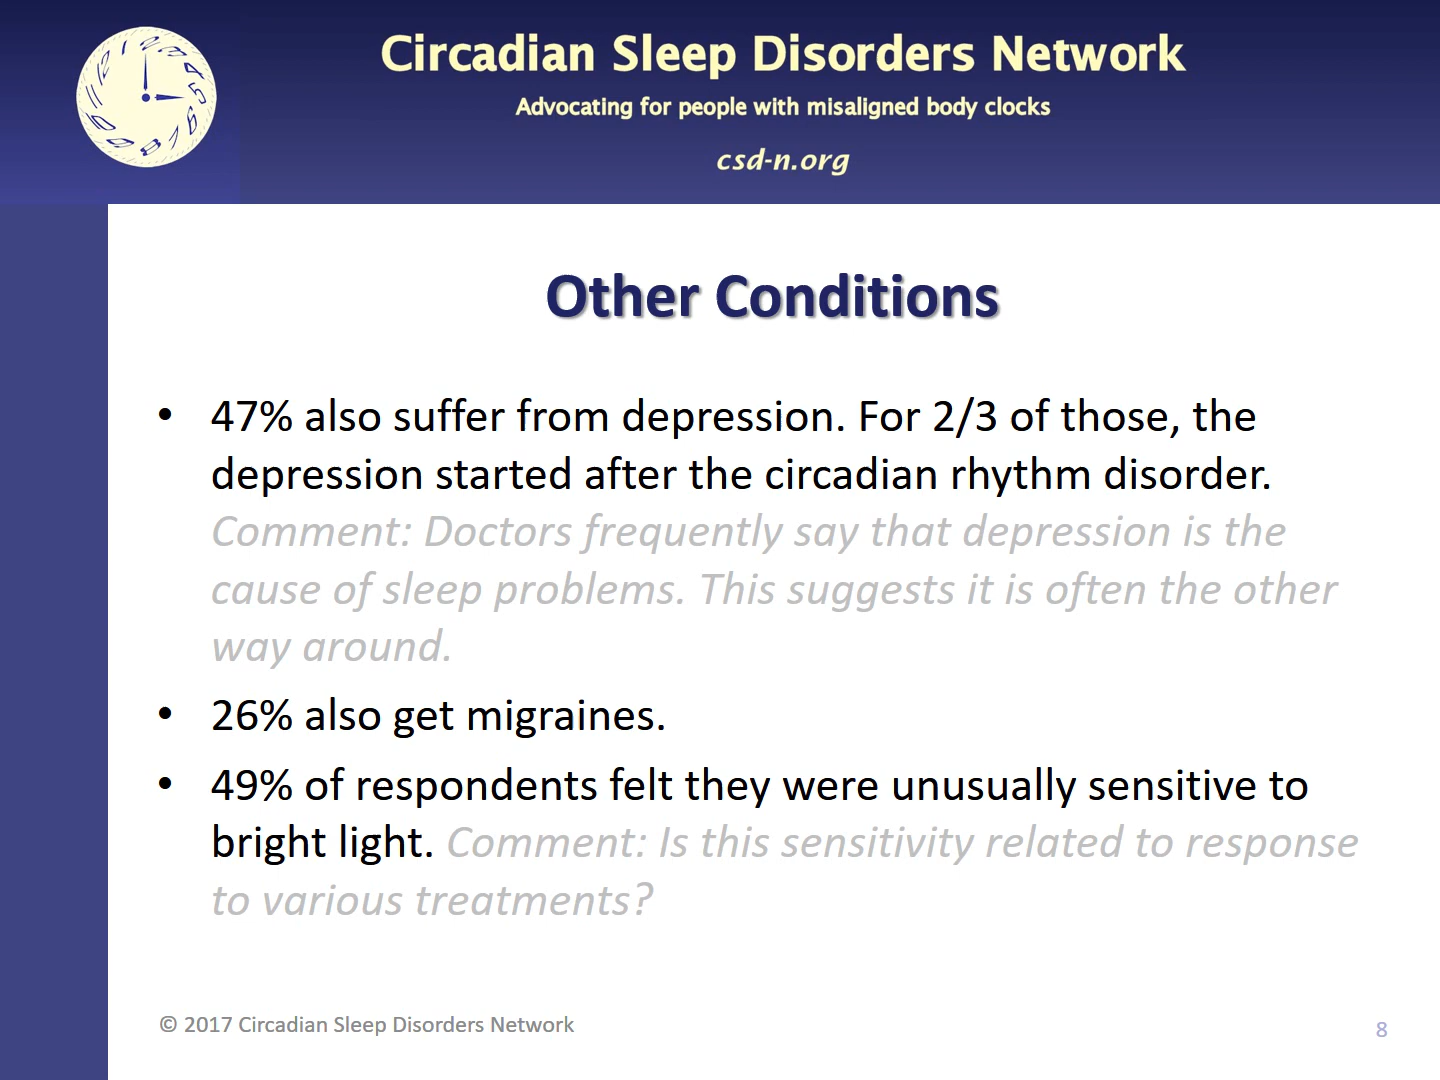 Circadian Sleep Disorders Network
Advocating for people with misaligned body clocks
csd-n.org
Other Conditions
• 47% also suffer from depression. For 2/3 of those, the
depression started after the circadian rhythm disorder.
Comment: Doctors frequently say that depression is the
cause of sleep problems. This suggests it is often the other
way around.
• 26% also get migraines.
• 49% of respondents felt they were unusually sensitive to
bright light. Comment: Is this sensitivity related to response
to various treatments?
© 2017 Circadian Sleep Disorders Network
8